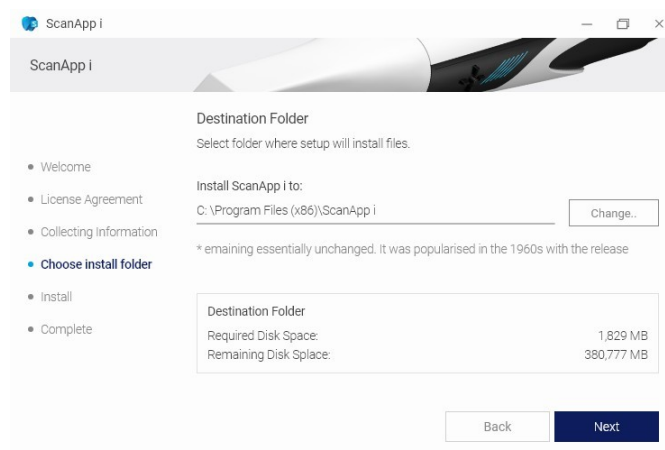 ScanApp i
ScanApp i
Destination Folder
Select folder where setup will install files.
Welcome
License Agreement
Collecting Information
Choose install folder
Install
Complete
Install ScanApp i to:
C: \Program Files (x86)\ScanApp i
Change..
* emaining essentially unchanged. It was popularised in the 1960s with the release
Destination Folder
Required Disk Space: 1,829 MB
Remaining Disk Splace: 380,777 MB
Back Next